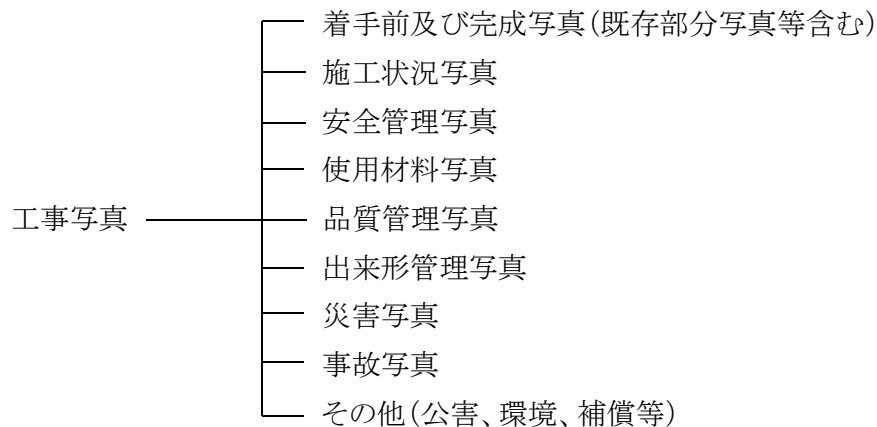 着手前及び完成写真（既存部分写真等含む）
施工状況写真
安全管理写真
使用材料写真
工事写真
品質管理写真
出来形管理写真
災害写真
事故写真
その他（公害、環境、補償等）